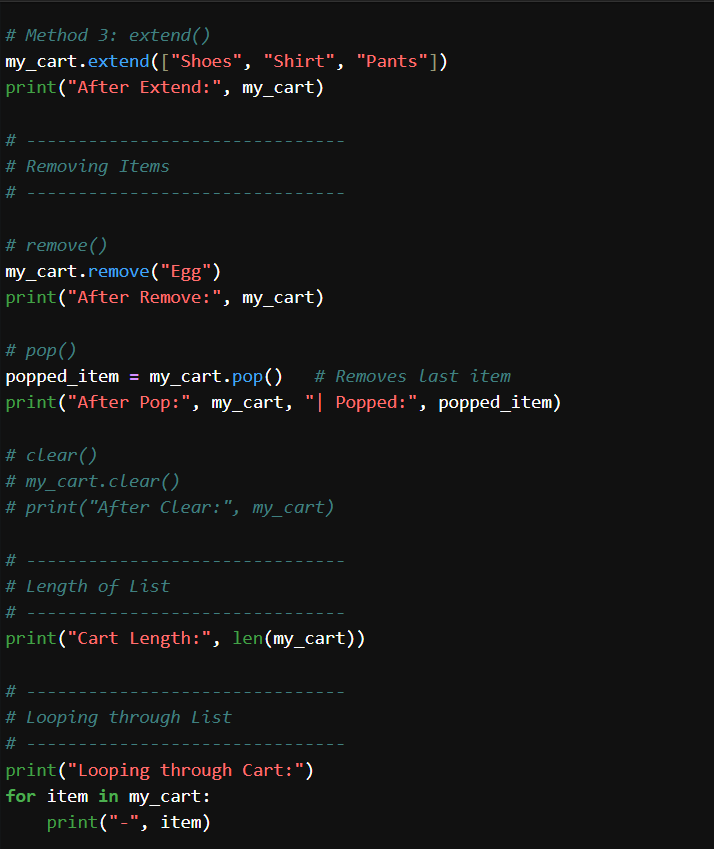 # Method 3: extend()
my_cart.extend(["Shoes", "Shirt", "Pants"])
print("After Extend:", my_cart)
# -------------------------------
# Removing Items
# -------------------------------
# remove()
my_cart.remove("Egg")
print("After Remove:", my_cart)
# pop()
popped_item = my_cart.pop()   # Removes last item
print("After Pop:", my_cart, "| Popped:", popped_item)
# clear()
# my_cart.clear()
# print("After Clear:", my_cart)
# -------------------------------
# Length of List
# -------------------------------
print("Cart Length:", len(my_cart))
# -------------------------------
# Looping through List
# -------------------------------
print("Looping through Cart:")
for item in my_cart:
    print("-", item)